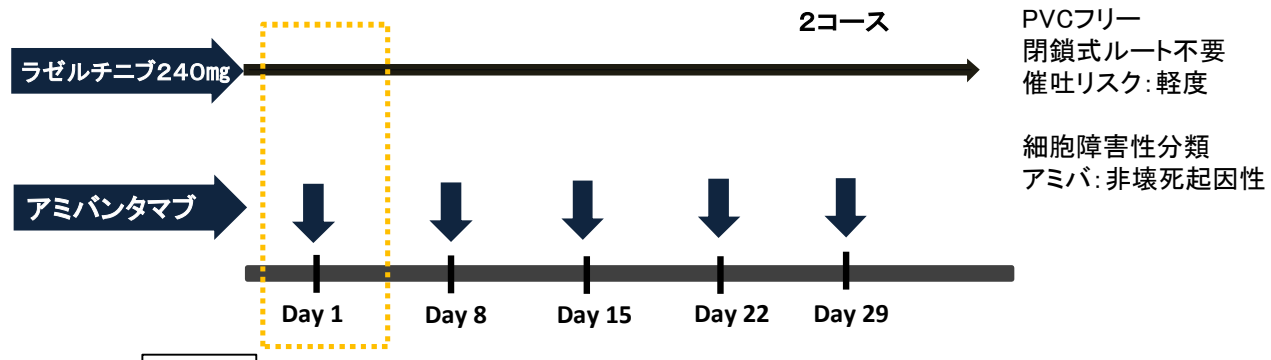 2コース
ラゼルチニブ240mg
PVCフリー
閉鎖式ルート不要
催吐リスク：軽度
細胞障害性分類
アミバ：非壊死起因性
アミバンタマブ
Day 1
Day 8
Day 15
Day 22
Day 29